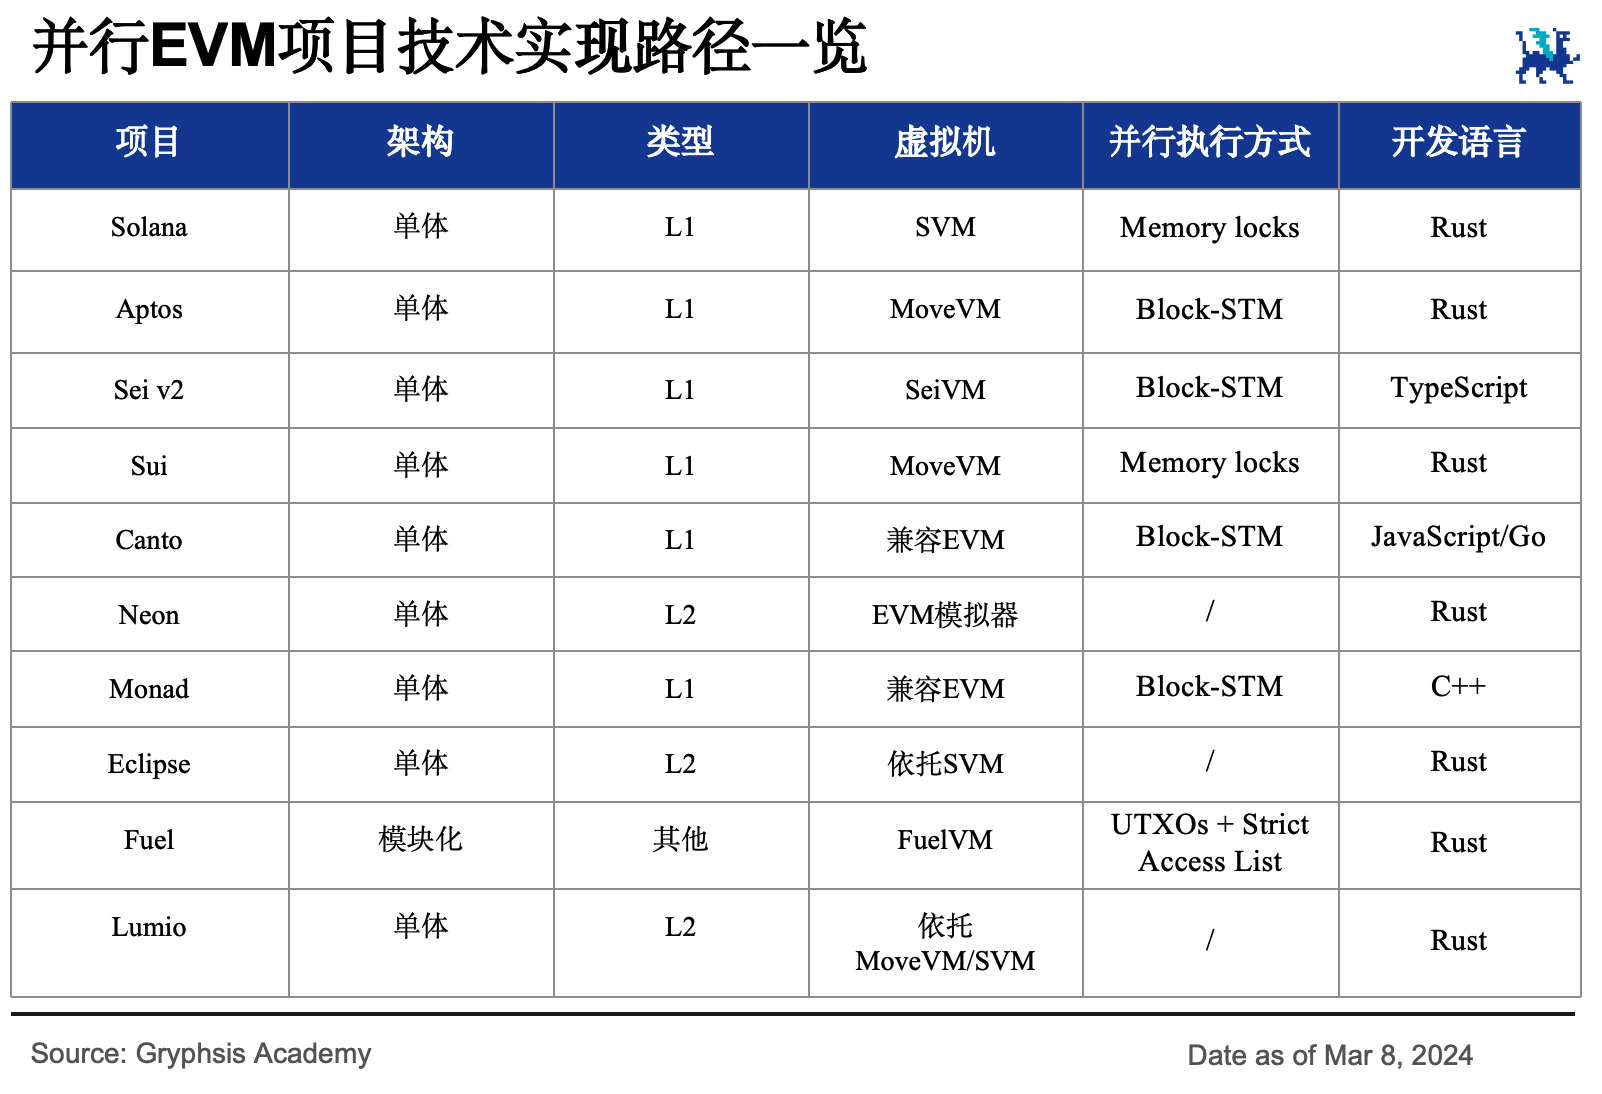 并行EVM项目技术实现路径一览
项目 架构 类型 虚拟机 并行执行方式 开发语言
Solana 单体 L1 SVM Memory locks Rust
Aptos 单体 L1 MoveVM Block-STM Rust
Sei v2 单体 L1 SeiVM Block-STM TypeScript
Sui 单体 L1 MoveVM Memory locks Rust
Canto 单体 L1 兼容EVM Block-STM JavaScript/Go
Neon 单体 L2 EVM模拟器 / Rust
Monad 单体 L1 兼容EVM Block-STM C++
Eclipse 单体 L2 依托SVM / Rust
Fuel 模块化 其他 FuelVM UTXOs + Strict
Access List Rust
Lumio 单体 L2 依托
MoveVM/SVM / Rust
Source: Gryphsis Academy
Date as of Mar 8, 2024